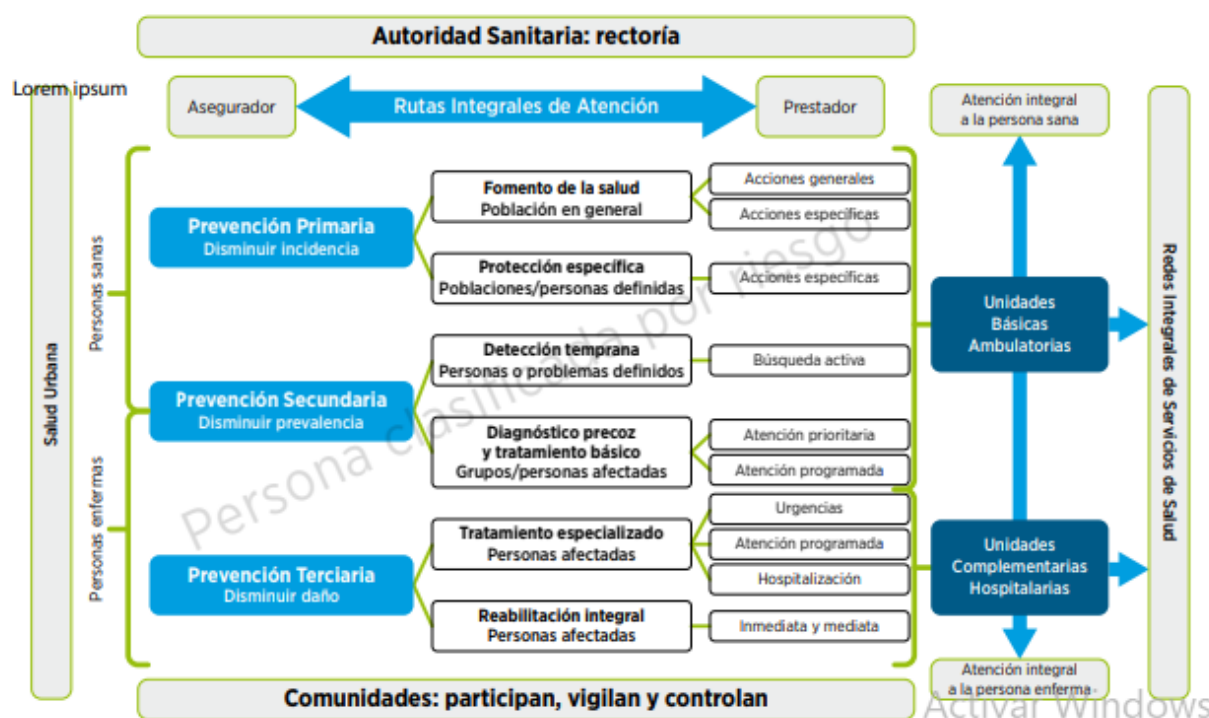 Autoridad Sanitaria: rectoría
Lorem ipsum
Asegurador
Rutas Integrales de Atención
Prestador
Atención integral
a la persona sana
Salud Urbana
Personas sanas
Personas enfermas
Prevención Primaria
Disminuir incidencia
Fomento de la salud
Población en general
Acciones generales
Acciones específicas
Protección específica
Poblaciones/personas definidas
Acciones específicas
Prevención Secundaria
Disminuir prevalencia
Detección temprana
Personas o problemas definidos
Búsqueda activa
Diagnóstico precoz
y tratamiento básico
Grupos/personas afectadas
Atención prioritaria
Atención programada
Prevención Terciaria
Disminuir daño
Tratamiento especializado
Personas afectadas
Urgencias
Atención programada
Hospitalización
Reabilitación integral
Personas afectadas
Inmediata y mediata
Persona clasificada por riesgo
Unidades
Básicas
Ambulatorias
Unidades
Complementarias
Hospitalarias
Redes Integrales de Servicios de Salud
Atención integral
a la persona enferma
Comunidades: participan, vigilan y controlan
Activar Windows